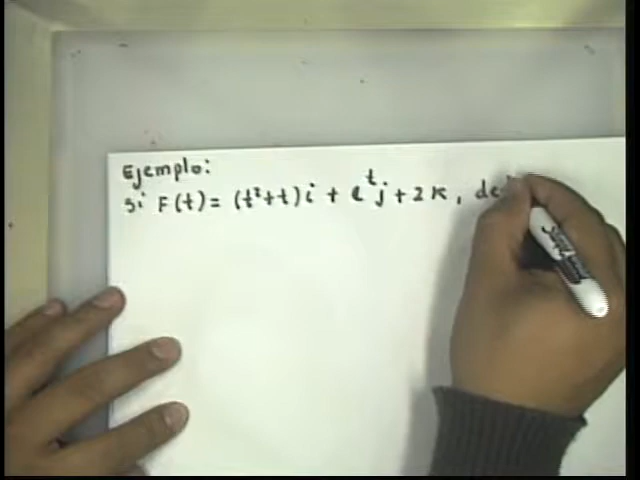 Ejemplo:
Si F(t) = (t²+t)i + e^t j + 2k, de